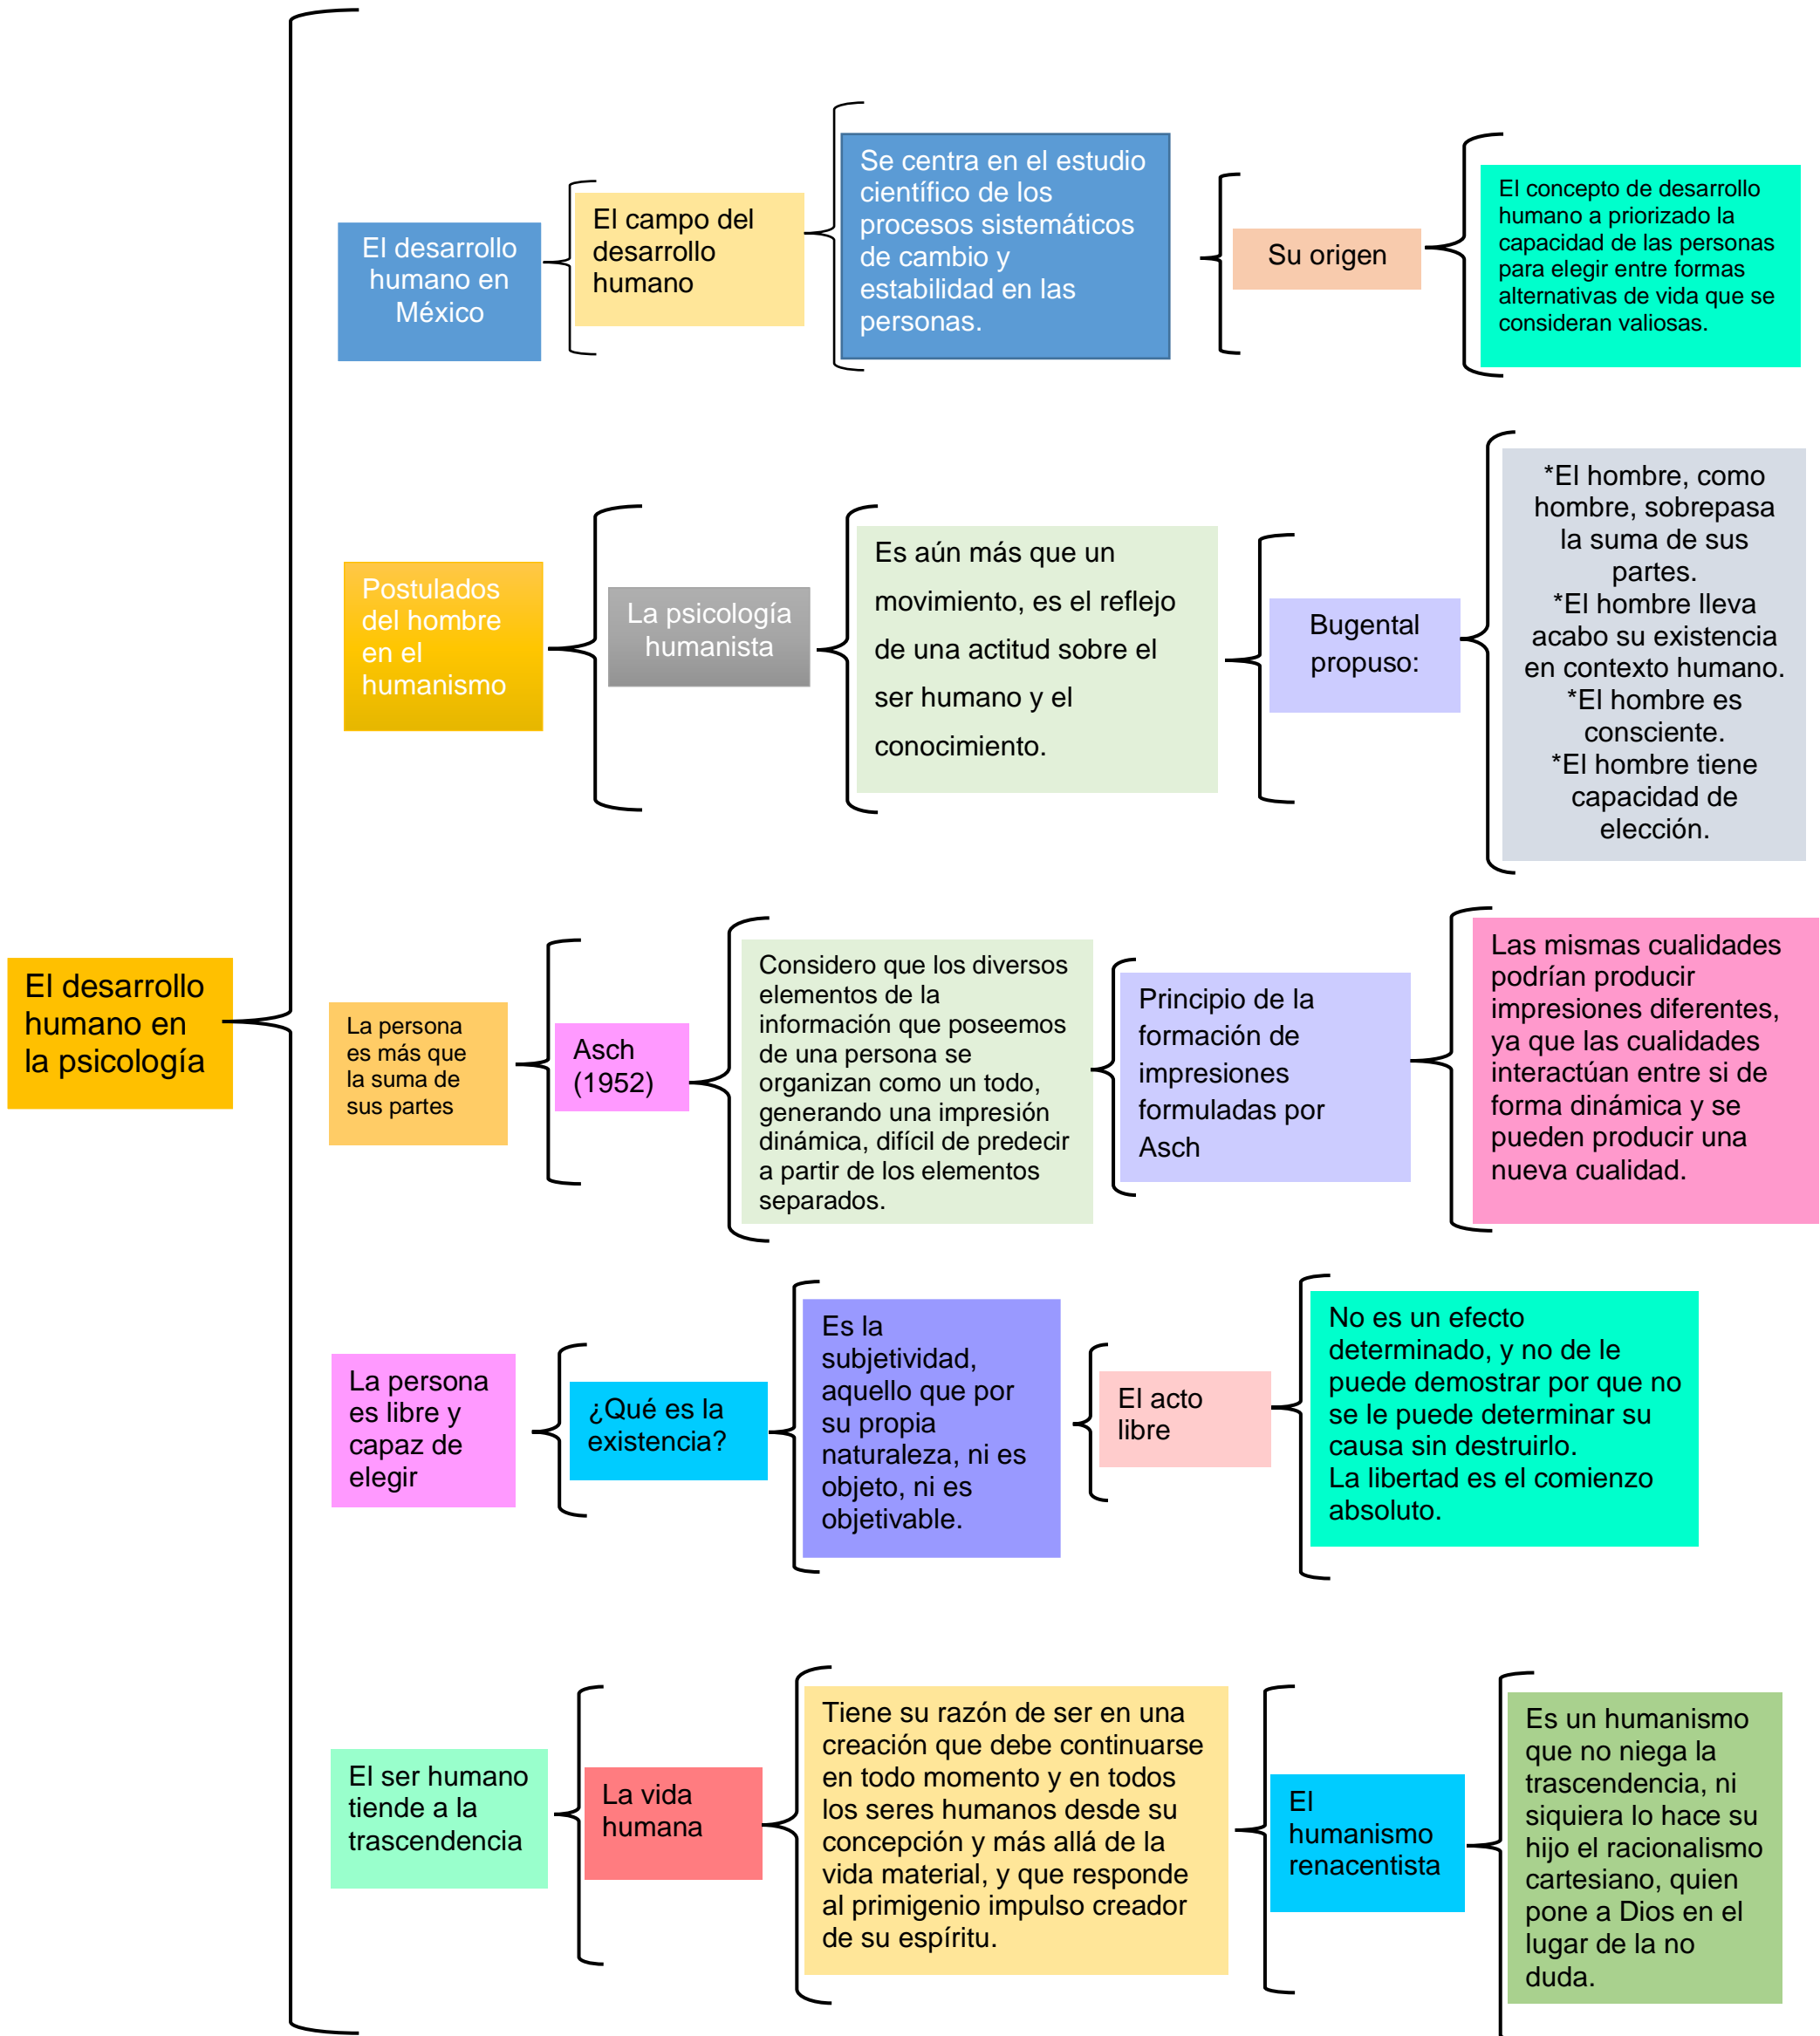 El desarrollo
humano en
la psicología
El desarrollo
humano en
México
El campo del
desarrollo
humano
Se centra en el estudio
científico de los
procesos sistemáticos
de cambio y
estabilidad en las
personas.
Su origen
El concepto de desarrollo
humano a priorizado la
capacidad de las personas
para elegir entre formas
alternativas de vida que se
consideran valiosas.
Postulados
del hombre
en el
humanismo
La psicología
humanista
Es aún más que un
movimiento, es el reflejo
de una actitud sobre el
ser humano y el
conocimiento.
Bugental
propuso:
*El hombre, como
hombre, sobrepasa
la suma de sus
partes.
*El hombre lleva
acabo su existencia
en contexto humano.
*El hombre es
consciente.
*El hombre tiene
capacidad de
elección.
La persona
es más que
la suma de
sus partes
Asch
(1952)
Considero que los diversos
elementos de la
información que poseemos
de una persona se
organizan como un todo,
generando una impresión
dinámica, difícil de predecir
a partir de los elementos
separados.
Principio de la
formación de
impresiones
formuladas por
Asch
Las mismas cualidades
podrían producir
impresiones diferentes,
ya que las cualidades
interactúan entre si de
forma dinámica y se
pueden producir una
nueva cualidad.
La persona
es libre y
capaz de
elegir
¿Qué es la
existencia?
Es la
subjetividad,
aquello que por
su propia
naturaleza, ni es
objeto, ni es
objetivable.
El acto
libre
No es un efecto
determinado, y no de le
puede demostrar por que no
se le puede determinar su
causa sin destruirlo.
La libertad es el comienzo
absoluto.
El ser humano
tiende a la
trascendencia
La vida
humana
Tiene su razón de ser en una
creación que debe continuarse
en todo momento y en todos
los seres humanos desde su
concepción y más allá de la
vida material, y que responde
al primigenio impulso creador
de su espíritu.
El
humanismo
renacentista
Es un humanismo
que no niega la
trascendencia, ni
siquiera lo hace su
hijo el racionalismo
cartesiano, quien
pone a Dios en el
lugar de la no
duda.